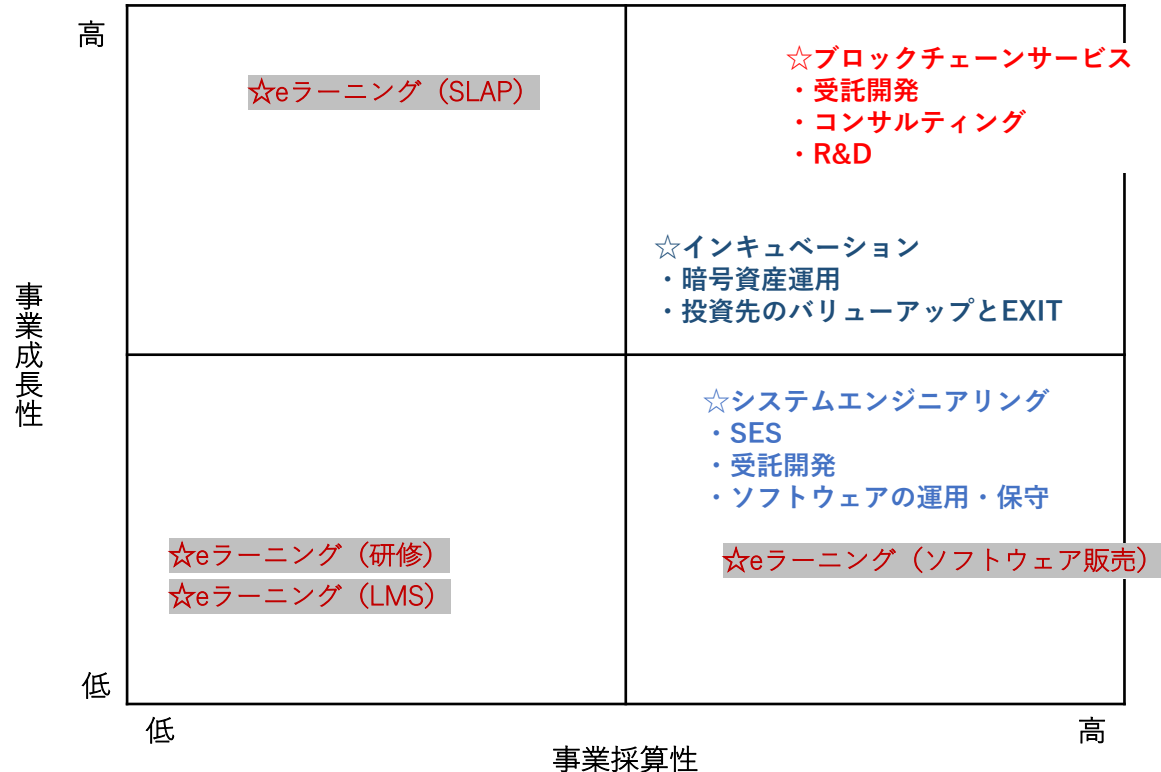 高
☆eラーニング（SLAP）
☆ブロックチェーンサービス
・受託開発
・コンサルティング
・R&D
☆インキュベーション
・暗号資産運用
・投資先のバリューアップとEXIT
事業成長性
☆システムエンジニアリング
・SES
・受託開発
・ソフトウェアの運用・保守
☆eラーニング（研修）
☆eラーニング（LMS）
☆eラーニング（ソフトウェア販売）
低
低
高
事業採算性